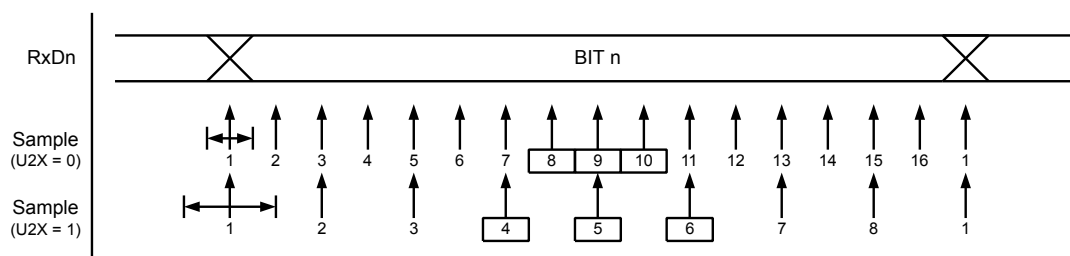 RxDn
BIT n
Sample
(U2X = 0)
1 2 3 4 5 6 7 8 9 10 11 12 13 14 15 16 1
Sample
(U2X = 1)
1 2 3 4 5 6 7 8 1